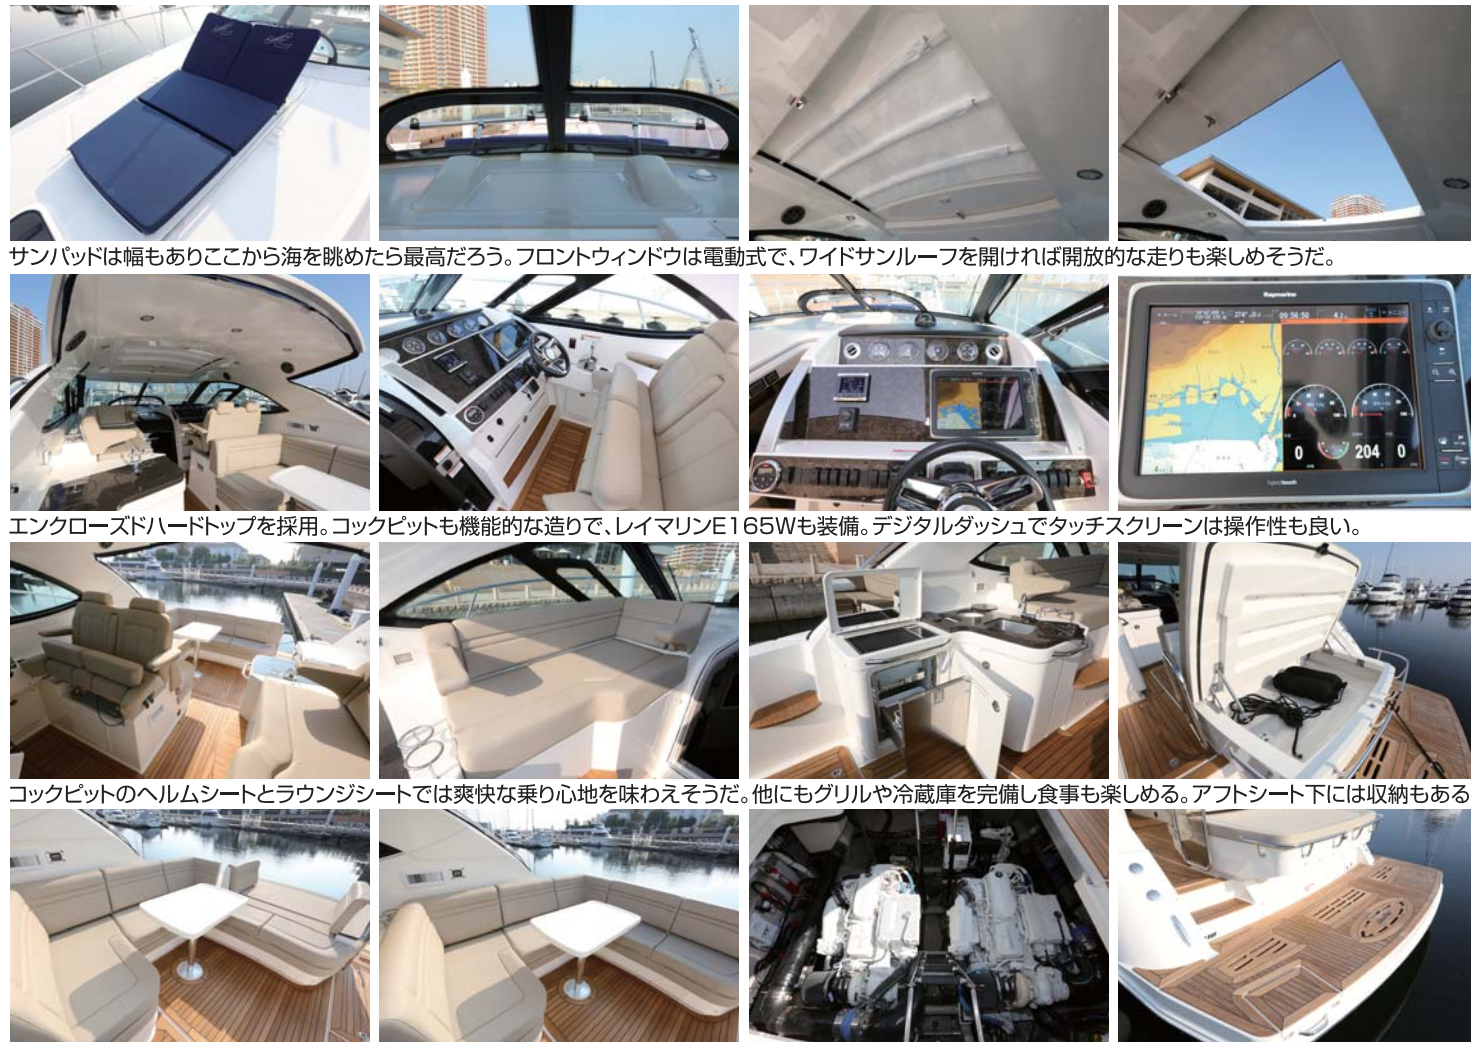 サンパッドは幅もありここから海を眺めたら最高だろう。フロントウィンドウは電動式で、ワイドサンルーフを開ければ開放的な走りも楽しめそうだ。
Raymarine
09:56:50
0 204 0
hybridtouch
エンクローズドハードトップを採用。コックピットも機能的な造りで、レイマリンE165Wも装備。デジタルダッシュでタッチスクリーンは操作性も良い。
コックピットのヘルムシートとラウンジシートでは爽快な乗り心地を味わえそうだ。他にもグリルや冷蔵庫を完備し食事も楽しめる。アフトシート下には収納もある